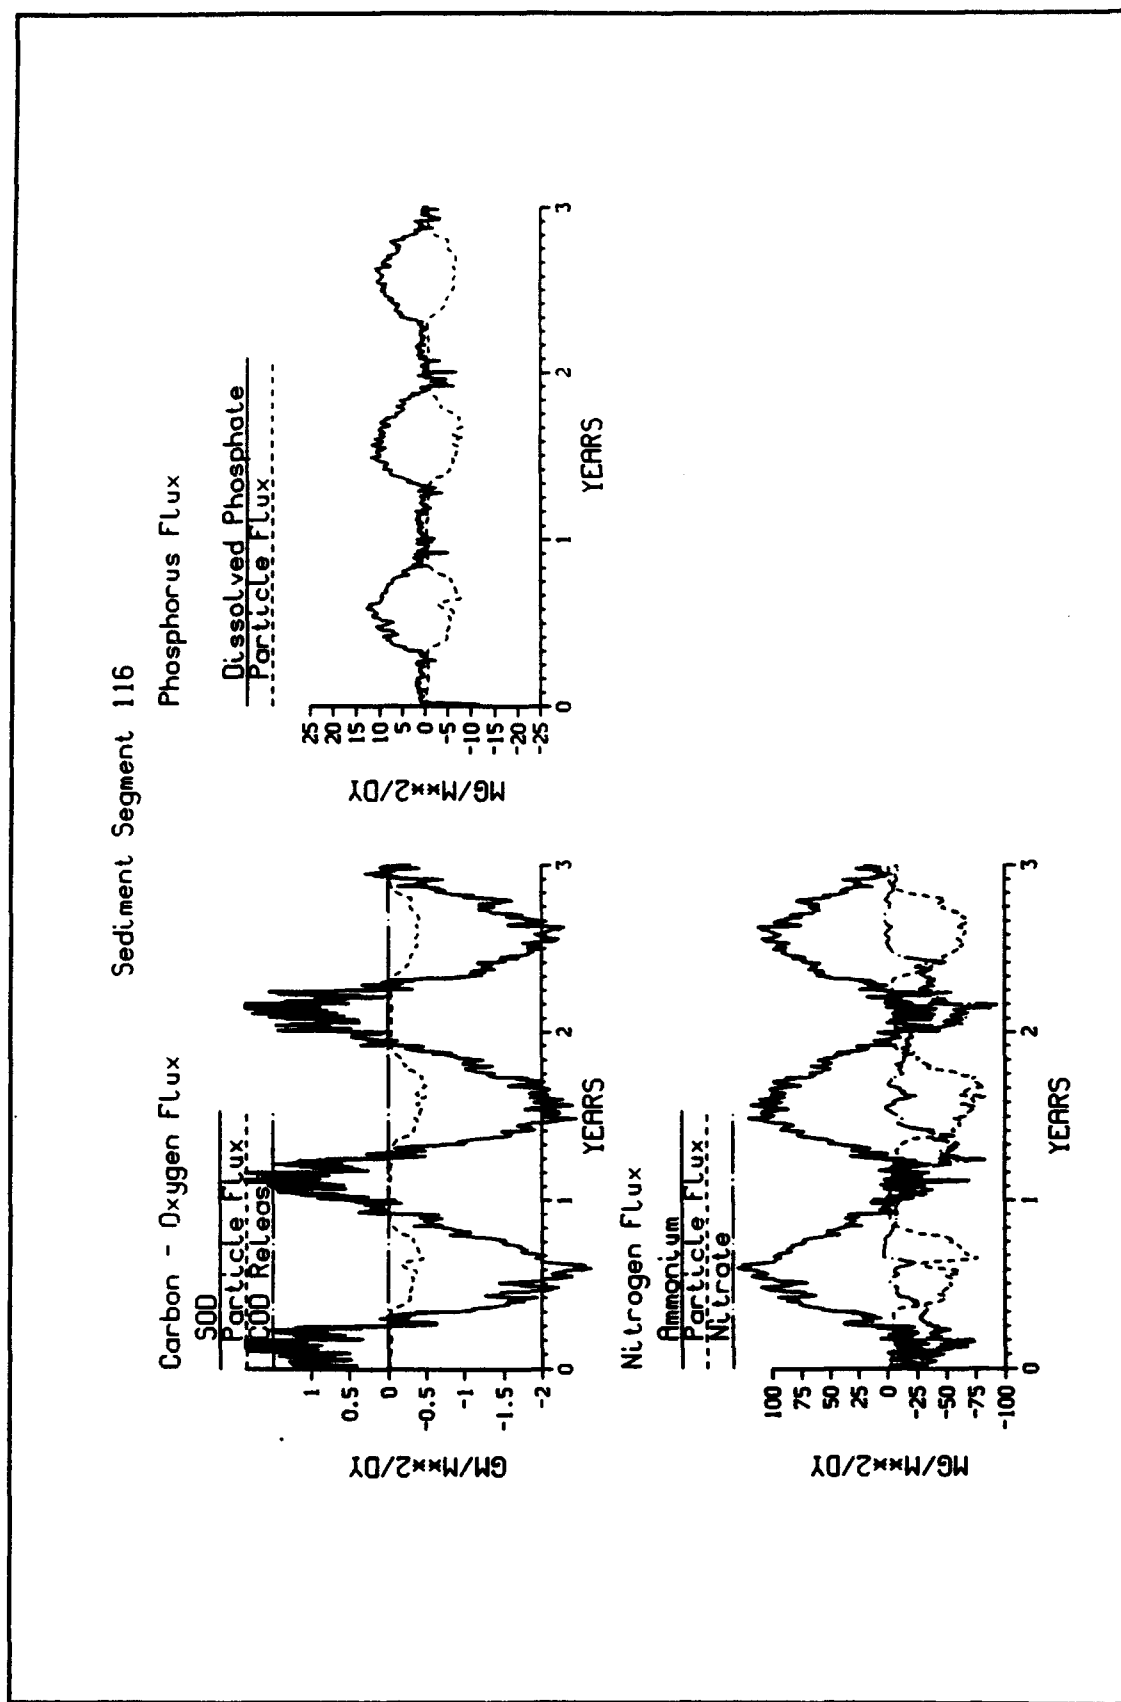 Sediment Segment 116
Carbon - Oxygen Flux
SOD
Particle Flux
COD Release
GM/M**2/DY
1
0.5
0
-0.5
-1
-1.5
-2
0
1
2
3
YEARS
Phosphorus Flux
Dissolved Phosphate
Particle Flux
MG/M**2/DY
25
20
15
10
5
0
-5
-10
-15
-20
-25
0
1
2
3
YEARS
Nitrogen Flux
Ammonium
Particle Flux
Nitrate
MG/M**2/DY
100
75
50
25
0
-25
-50
-75
-100
0
1
2
3
YEARS